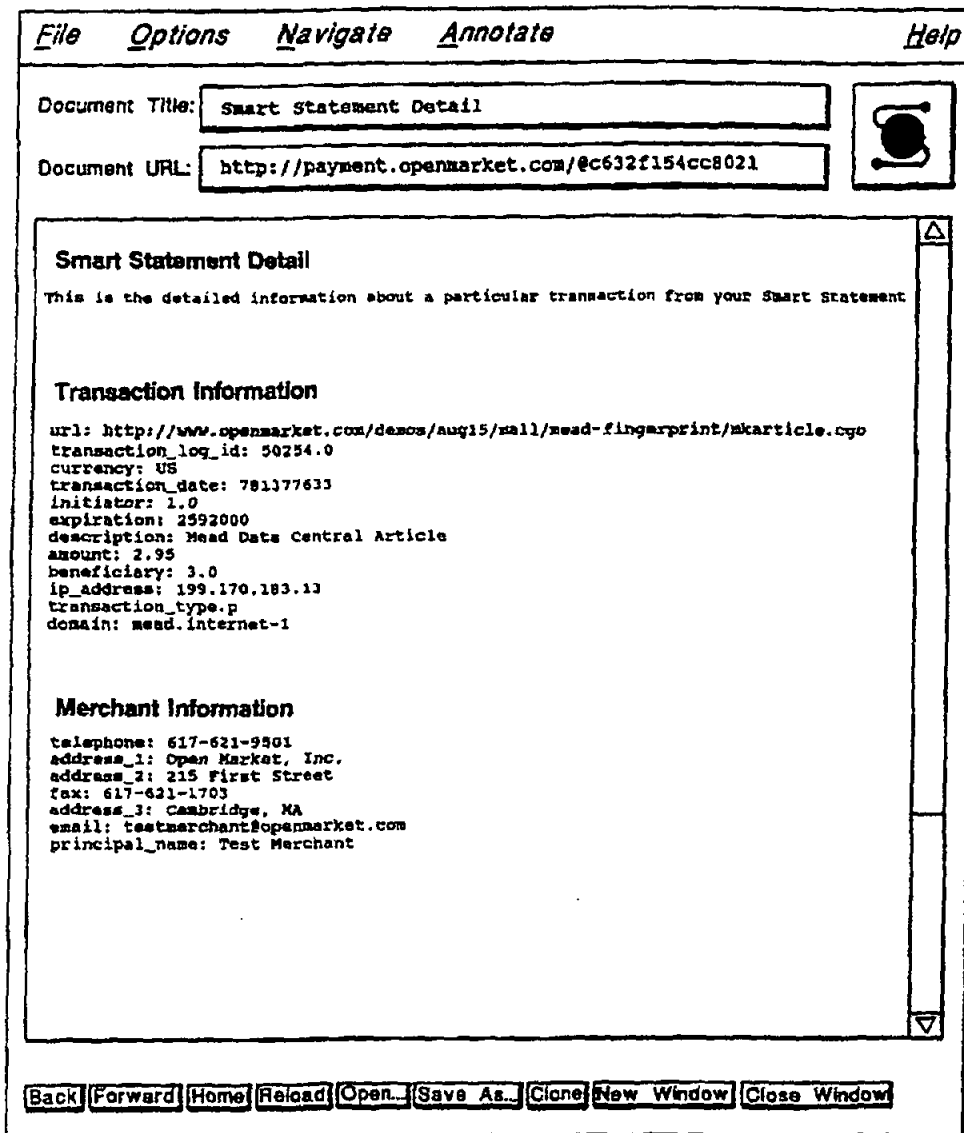 File Options Navigate Annotate Help
Document Title: Smart Statement Detail
Document URL: http://payment.openmarket.com/@c632f154cc8021
Smart Statement Detail
This is the detailed information about a particular transaction from your Smart Statement
Transaction Information
url: http://www.openmarket.com/demos/aug15/mall/mead-fingerprint/mkarticle.cgo
transaction_log_id: 50254.0
currency: US
transaction_date: 781377633
initiator: 1.0
expiration: 2592000
description: Mead Data Central Article
amount: 2.95
beneficiary: 3.0
ip_address: 199.170.183.13
transaction_type.p
domain: mead.internet-1
Merchant Information
telephone: 617-621-9501
address_1: Open Market, Inc.
address_2: 215 First Street
fax: 617-621-1703
address_3: Cambridge, MA
email: testmerchant@openmarket.com
principal_name: Test Merchant
Back Forward Home Reload Open... Save As... Clone New Window Close Window